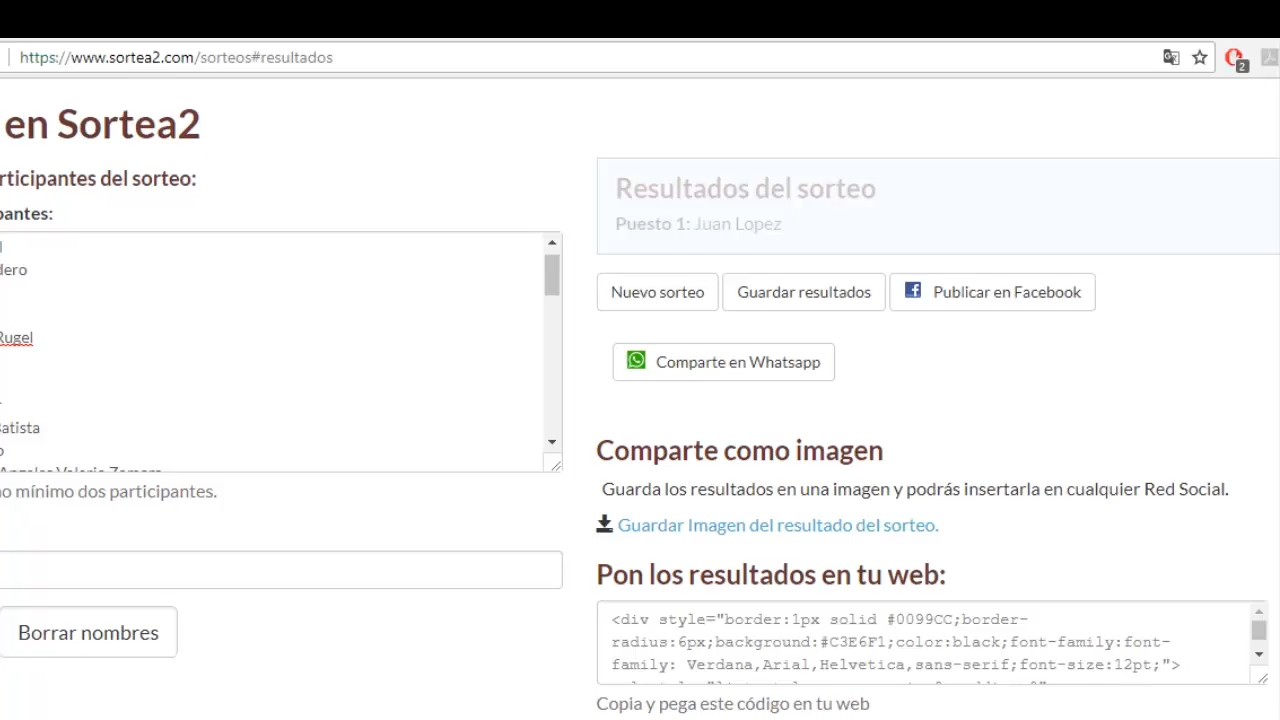 https://www.sortea2.com/sorteos#resultados
2
en Sortea2
rticipantes del sorteo:
pantes:
dero
Rugel
Batista
o
Angeles Valerio Zamora
no mínimo dos participantes.
Borrar nombres
Resultados del sorteo
Puesto 1: Juan Lopez
Nuevo sorteo
Guardar resultados
Publicar en Facebook
Comparte en Whatsapp
Comparte como imagen
Guarda los resultados en una imagen y podrás insertarla en cualquier Red Social.
Guardar Imagen del resultado del sorteo.
Pon los resultados en tu web:
<div style="border:1px solid #0099CC;border-
radius:6px;background:#C3E6F1;color:black;font-family:font-
family: Verdana,Arial,Helvetica,sans-serif;font-size:12pt;">
Copia y pega este código en tu web